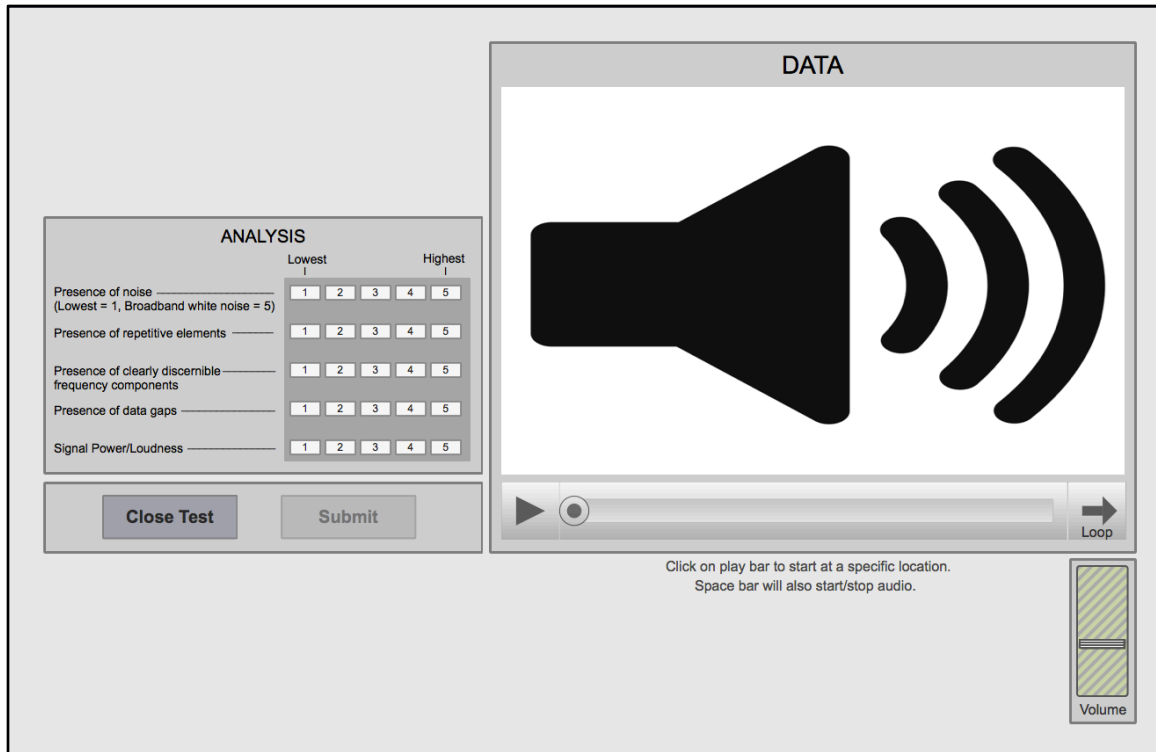 DATA
ANALYSIS
Lowest Highest
Presence of noise 1 2 3 4 5
(Lowest = 1, Broadband white noise = 5)
Presence of repetitive elements 1 2 3 4 5
Presence of clearly discernible 1 2 3 4 5
frequency components
Presence of data gaps 1 2 3 4 5
Signal Power/Loudness 1 2 3 4 5
Close Test Submit
Loop
Click on play bar to start at a specific location.
Space bar will also start/stop audio.
Volume